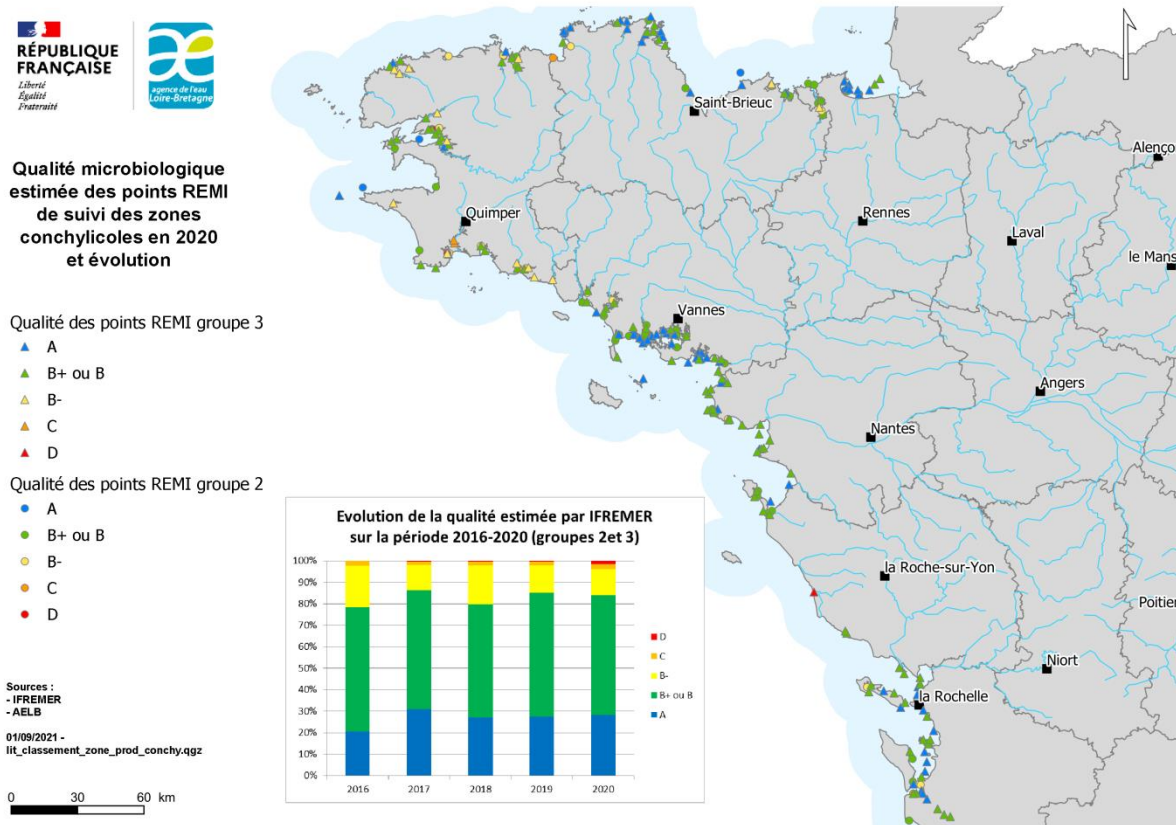 RÉPUBLIQUE
FRANÇAISE
Liberté
Égalité
Fraternité
agence de l'eau
Loire-Bretagne
Qualité microbiologique
estimée des points REMI
de suivi des zones
conchylicoles en 2020
et évolution
Qualité des points REMI groupe 3
A
B+ ou B
B-
C
D
Qualité des points REMI groupe 2
A
B+ ou B
B-
C
D
Sources :
- IFREMER
- AELB
01/09/2021 -
lit_classement_zone_prod_conchy.qgz
0 30 60 km
Saint-Brieuc
Alenço
Quimper
Rennes
Laval
le Mans
Vannes
Angers
Nantes
la Roche-sur-Yon
Poitier
Niort
la Rochelle
Evolution de la qualité estimée par IFREMER
sur la période 2016-2020 (groupes 2et 3)
100%
90%
80%
70%
60%
50%
40%
30%
20%
10%
0%
2016 2017 2018 2019 2020
D
C
B-
B+ ou B
A